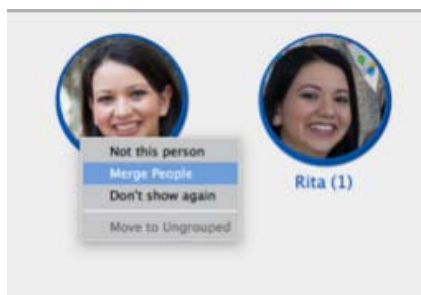 Not this person
Merge People
Don't show again
Move to Ungrouped
Rita (1)